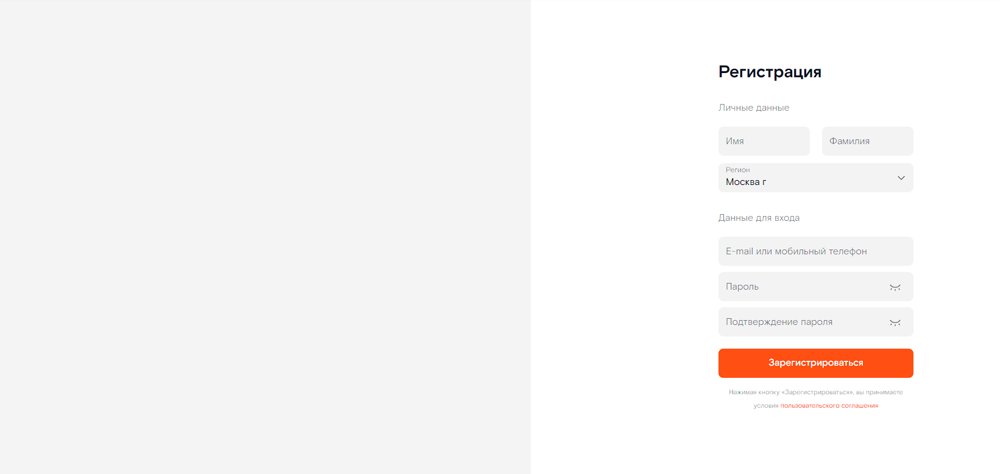 Регистрация
Личные данные
Имя
Фамилия
Регион
Москва г
Данные для входа
E-mail или мобильный телефон
Пароль
Подтверждение пароля
Зарегистрироваться
Нажимая кнопку «Зарегистрироваться», вы принимаете
условия пользовательского соглашения